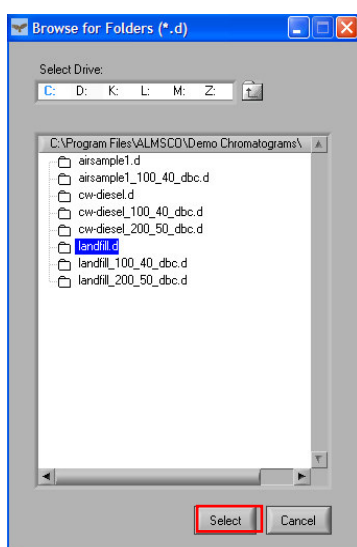 Browse for Folders (*.d)
Select Drive:
C: D: K: L: M: Z:
C:\Program Files\ALMSCO\Demo Chromatograms\
airsample1.d
airsample1_100_40_dbc.d
cw-diesel.d
cw-diesel_100_40_dbc.d
cw-diesel_200_50_dbc.d
landfill.d
landfill_100_40_dbc.d
landfill_200_50_dbc.d
Select Cancel